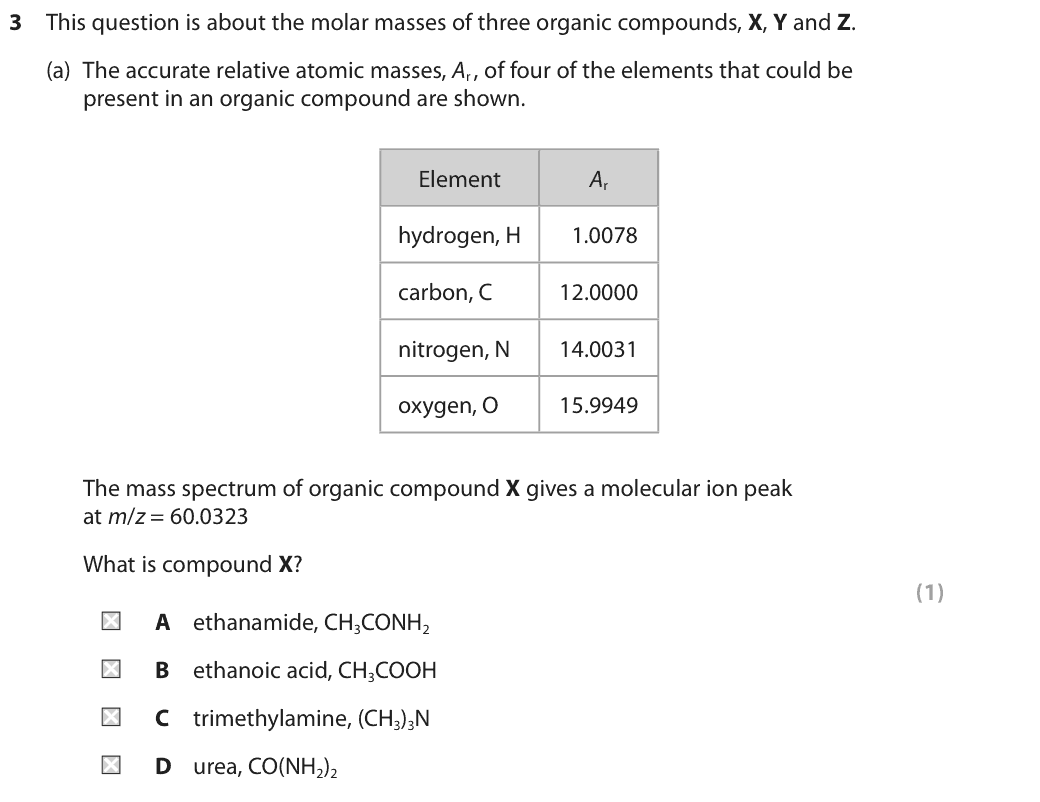 3 This question is about the molar masses of three organic compounds, X, Y and Z.
(a) The accurate relative atomic masses, Aᵣ, of four of the elements that could be
present in an organic compound are shown.
Element Aᵣ
hydrogen, H 1.0078
carbon, C 12.0000
nitrogen, N 14.0031
oxygen, O 15.9949
The mass spectrum of organic compound X gives a molecular ion peak
at m/z = 60.0323
What is compound X?
(1)
A ethanamide, CH₃CONH₂
B ethanoic acid, CH₃COOH
C trimethylamine, (CH₃)₃N
D urea, CO(NH₂)₂